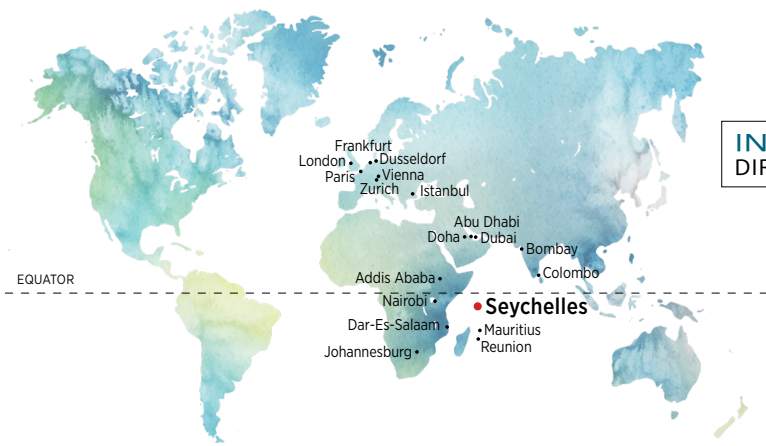 Frankfurt
London
Dusseldorf
Paris
Vienna
Zurich
Istanbul
IN
DIR
Abu Dhabi
Doha
Dubai
Bombay
Addis Ababa
Colombo
EQUATOR
Nairobi
Seychelles
Dar-Es-Salaam
Mauritius
Reunion
Johannesburg